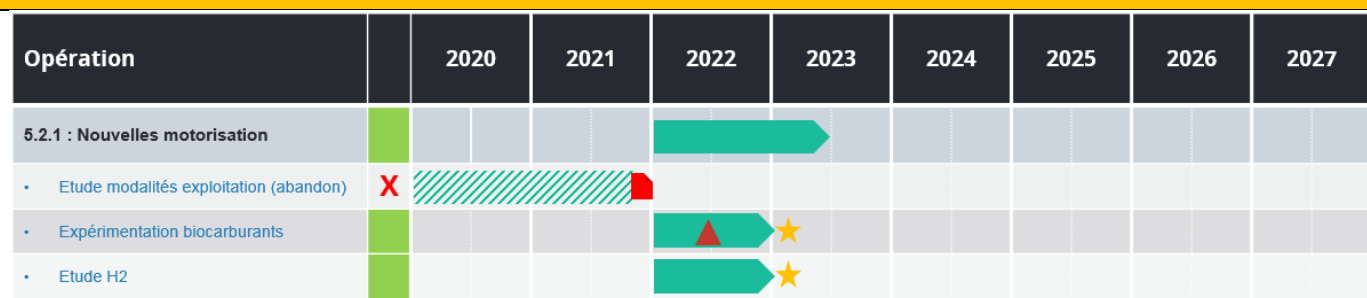 Opération 2020 2021 2022 2023 2024 2025 2026 2027
5.2.1 : Nouvelles motorisation
• Etude modalités exploitation (abandon) X
• Expérimentation biocarburants
• Etude H2